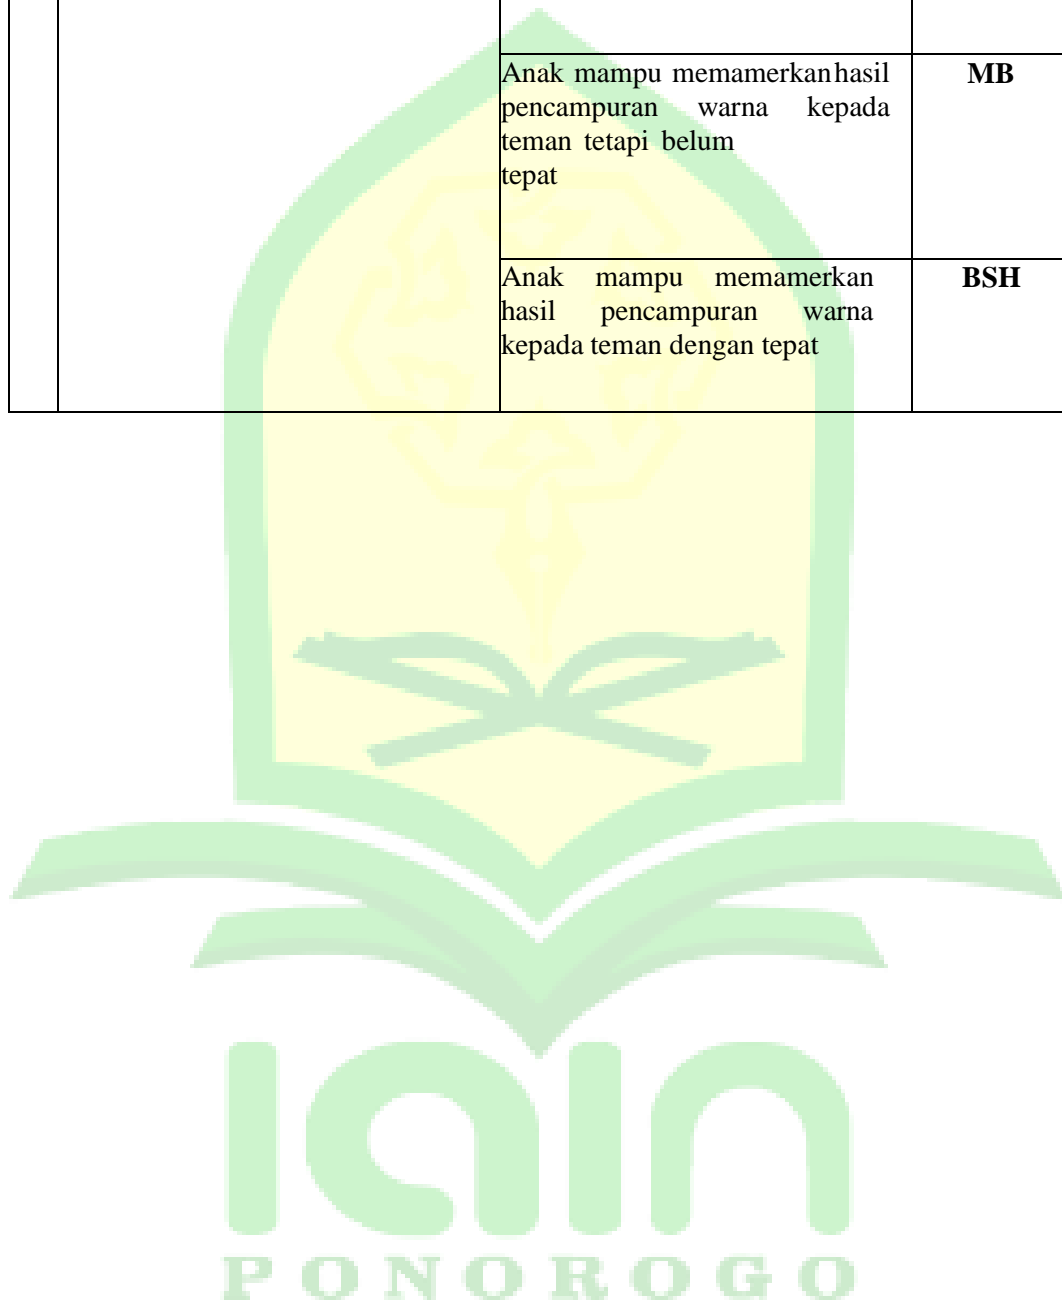 Anak mampu memamerkan hasil MB
pencampuran warna kepada
teman tetapi belum
tepat
Anak mampu memamerkan BSH
hasil pencampuran warna
kepada teman dengan tepat
iain
PONOROGO